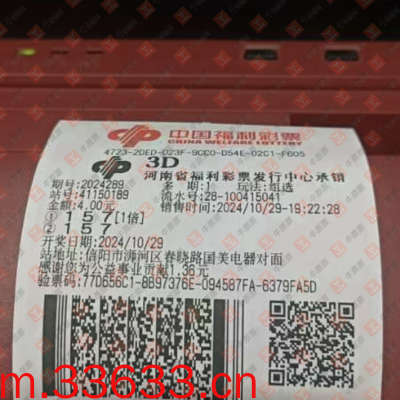 中国福利彩票
CHINA WELFARE LOTTERY
4723-20ED-D23F-9CC0-D54E-02C1-F605
3D
河南省福利彩票发行中心承销
期号:2024289 多期:1 玩法:组选
站号:41150189 流水号:28-100415041
金额:4.00元 销售时间:2024/10/29-19:22:28
① 1 5 7 [1倍]
② 1 5 7
开奖日期:2024/10/29
站址:信阳市浉河区春晓路国美电器对面
感谢您为公益事业贡献1.36元
验票码:77D656C1-8B97376E-094587FA-6379FA5D
m.33633.cn